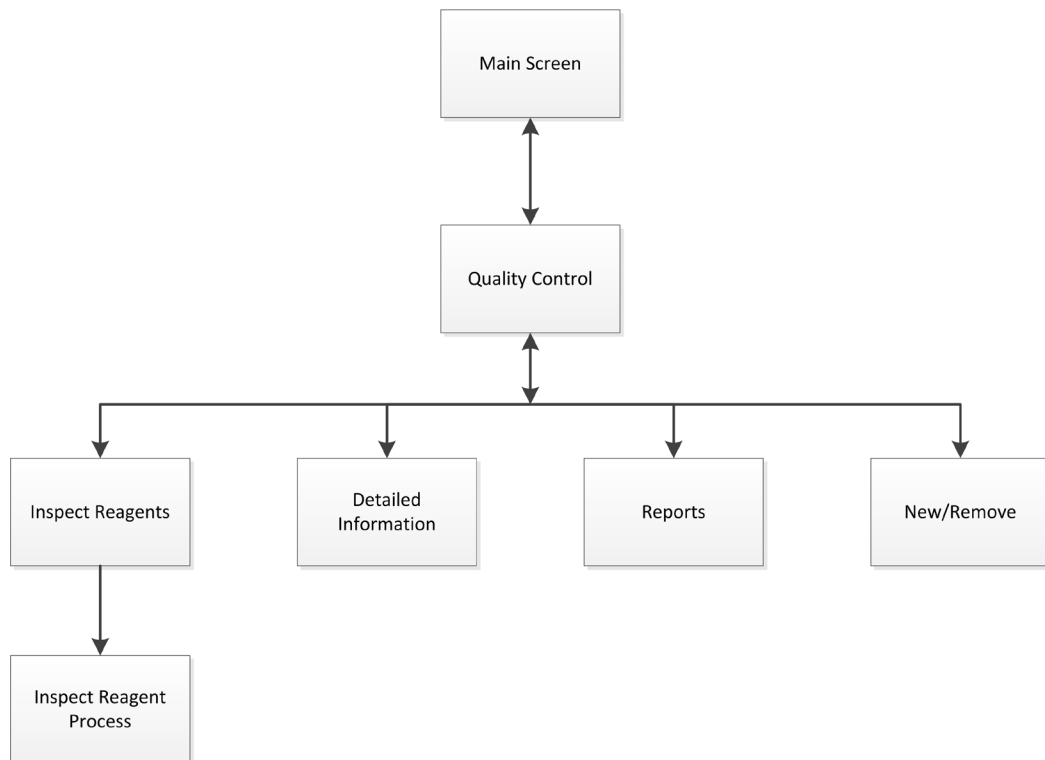 Main Screen
Quality Control
Inspect Reagents
Detailed
Information
Reports
New/Remove
Inspect Reagent
Process